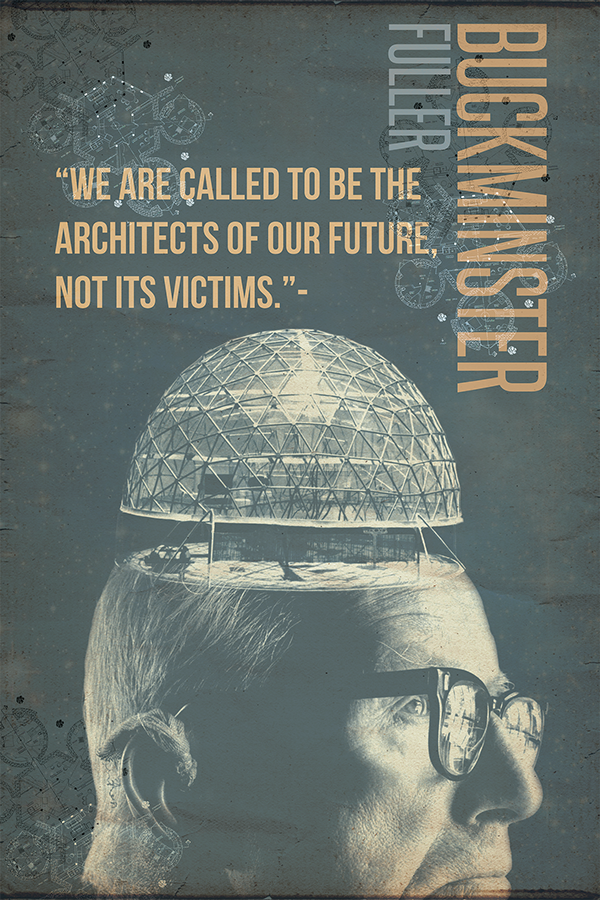 BUCKMINSTER
FULLER
“WE ARE CALLED TO BE THE
ARCHITECTS OF OUR FUTURE,
NOT ITS VICTIMS.”-